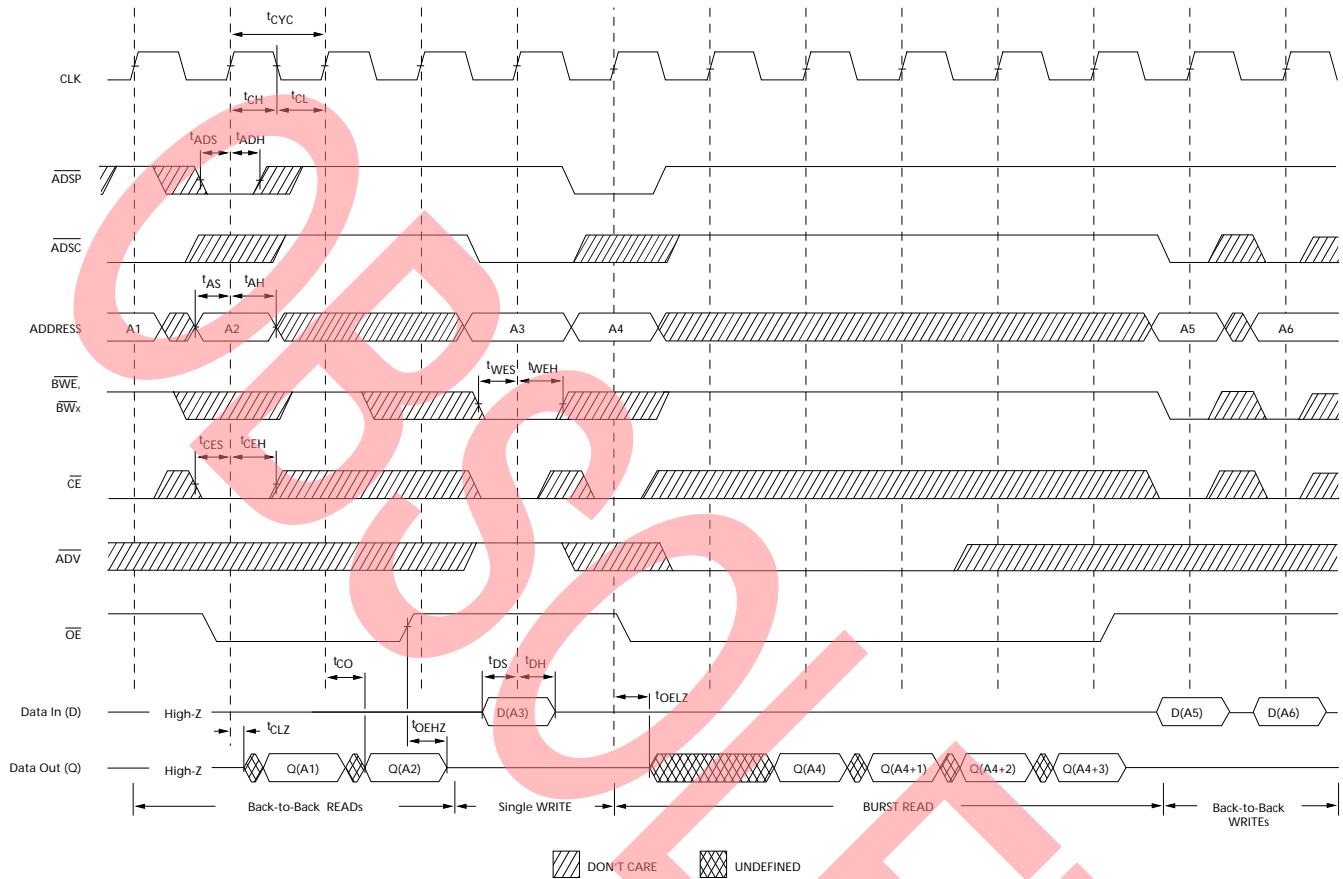 tCYC
CLK
tCH
tCL
tADS
tADH
ADSP
ADSC
tAS
tAH
ADDRESS
A1
A2
A3
A4
A5
A6
tWES
tWEH
BWE,
BWx
tCES
tCEH
CE
ADV
OE
tCO
tDS
tDH
tOELZ
Data In (D)
High-Z
D(A3)
D(A5)
D(A6)
tCLZ
tOEHZ
Data Out (Q)
High-Z
Q(A1)
Q(A2)
Q(A4)
Q(A4+1)
Q(A4+2)
Q(A4+3)
Back-to-Back READs
Single WRITE
BURST READ
Back-to-Back
WRITEs
DON'T CARE
UNDEFINED
OBSOLE